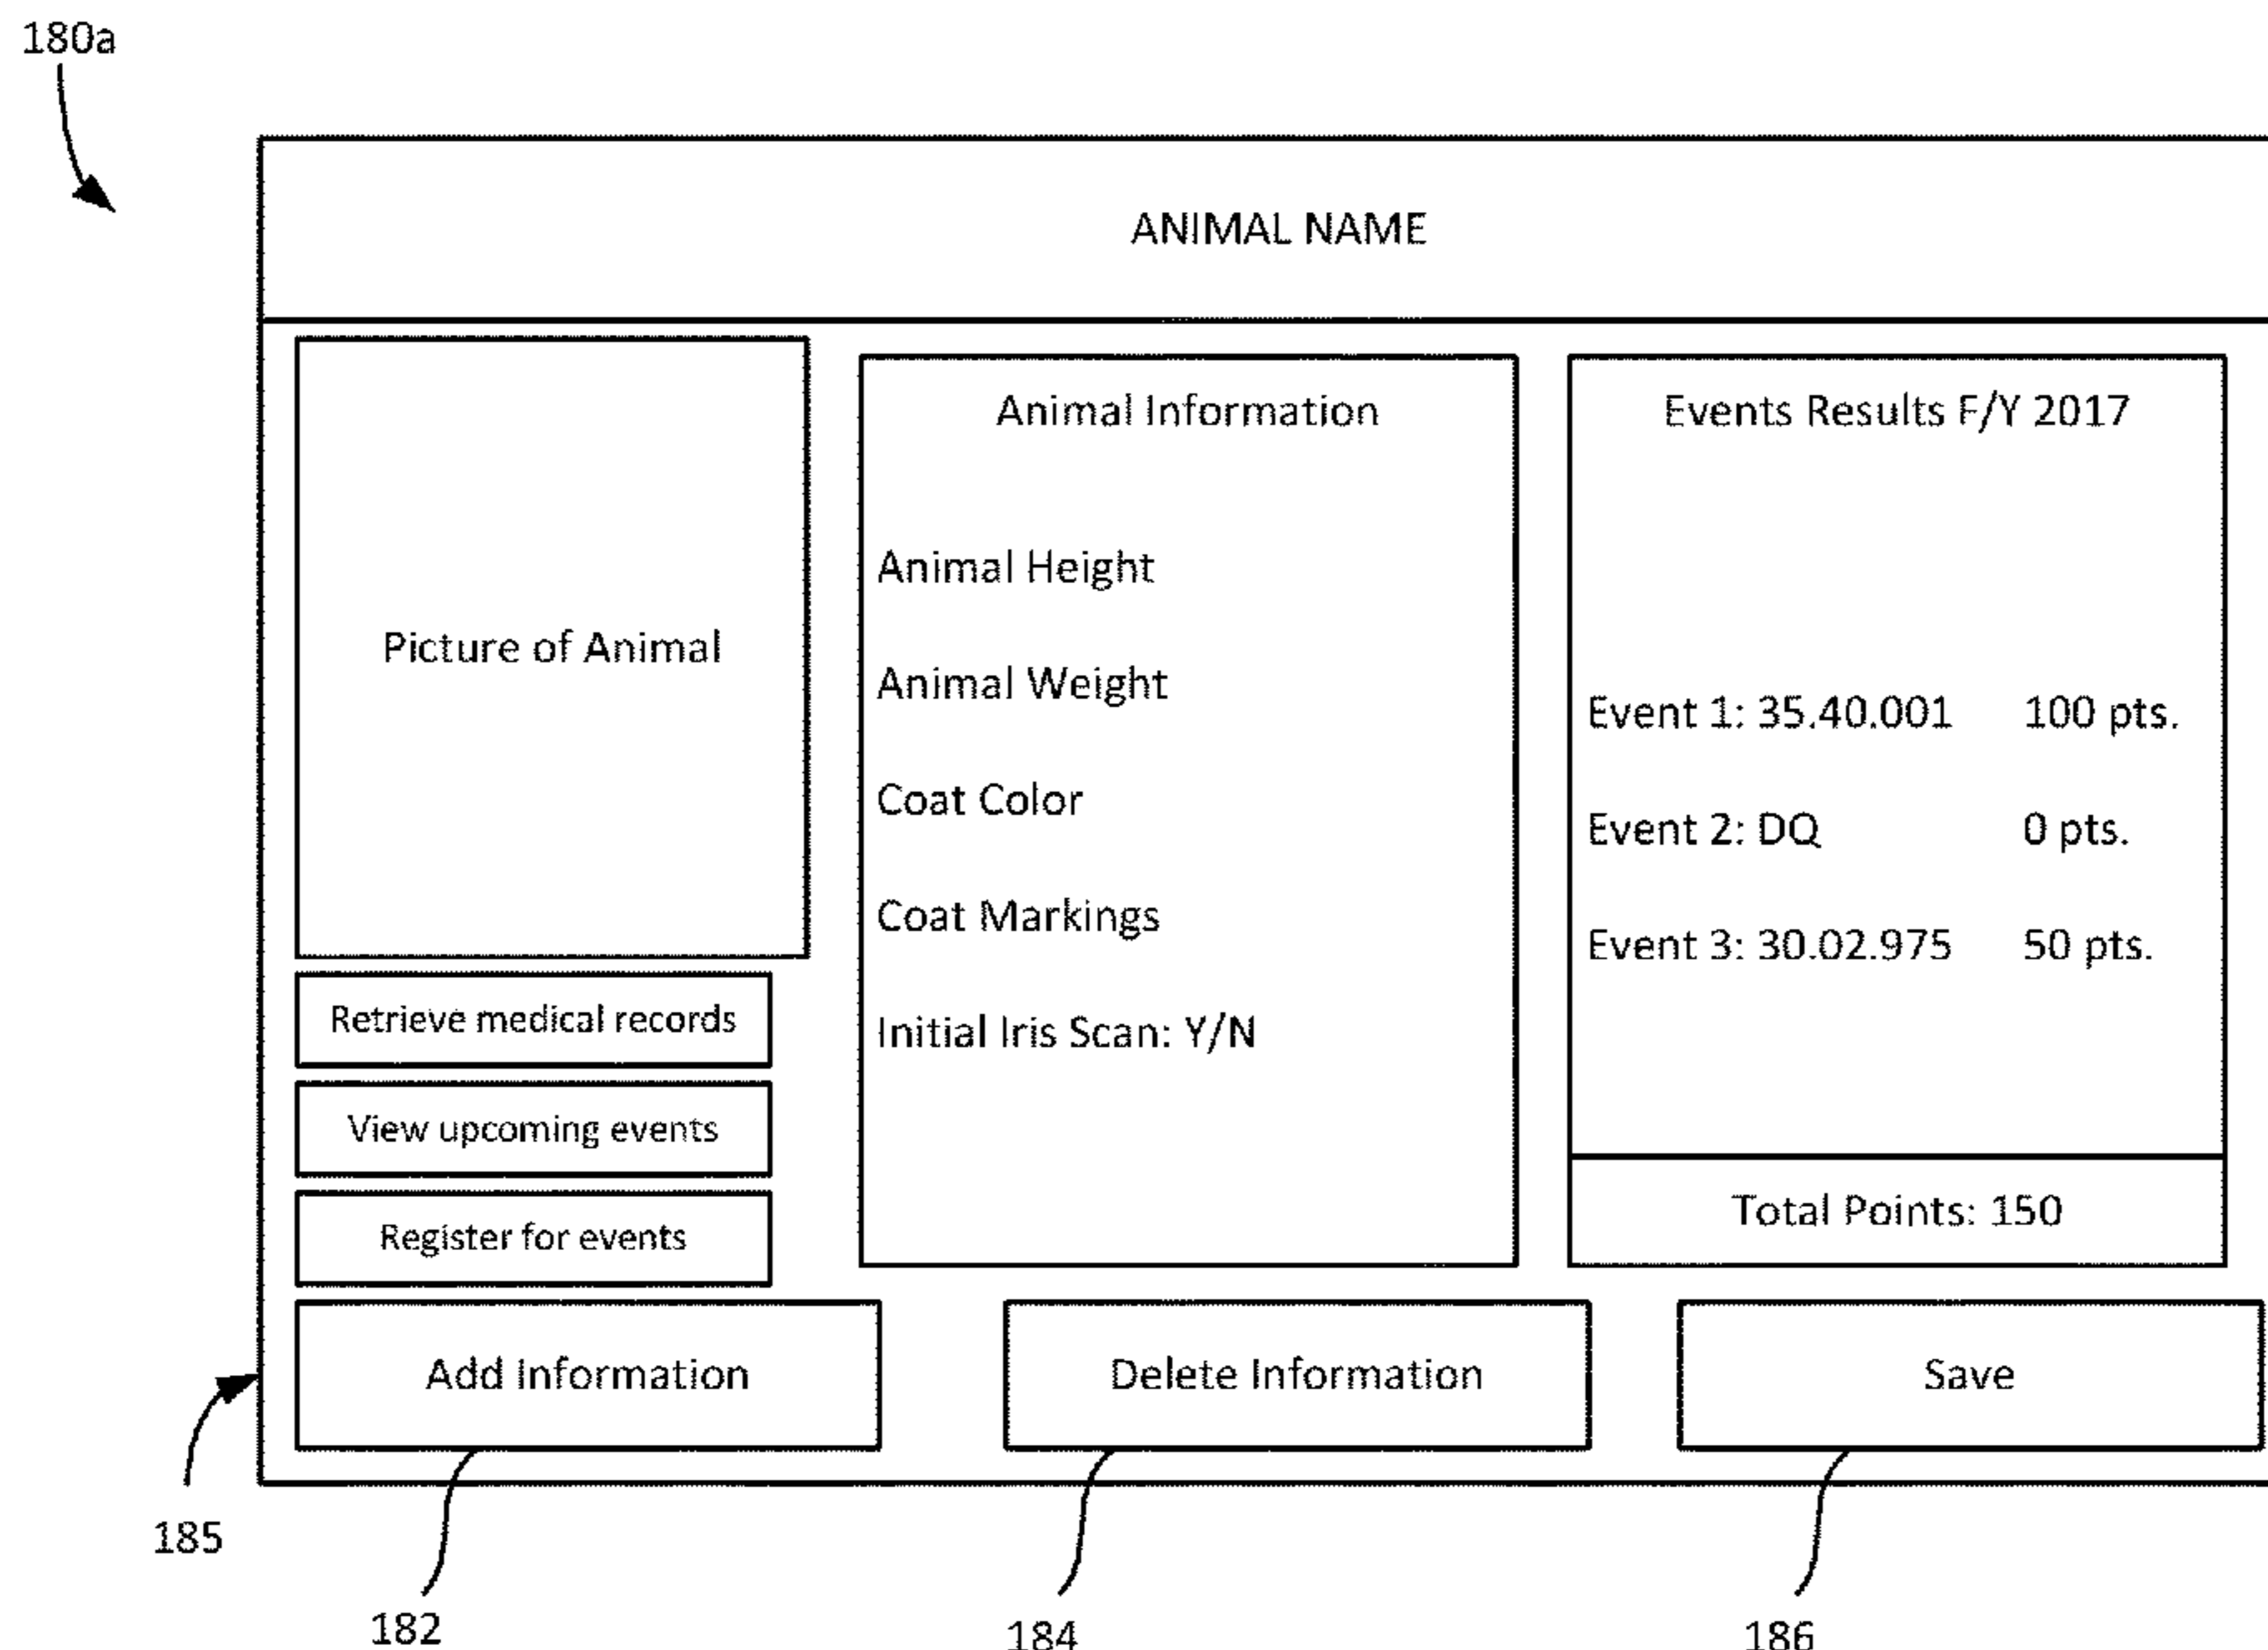 180a
ANIMAL NAME
Picture of Animal
Retrieve medical records
View upcoming events
Register for events
Animal Information
Animal Height
Animal Weight
Coat Color
Coat Markings
Initial Iris Scan: Y/N
Events Results F/Y 2017
Event 1: 35.40.001 100 pts.
Event 2: DQ 0 pts.
Event 3: 30.02.975 50 pts.
Total Points: 150
Add Information
Delete Information
Save
185
182
184
186